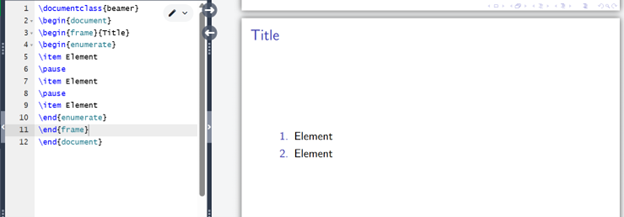 1 \documentclass{beamer}
2 \begin{document}
3 \begin{frame}{Title}
4 \begin{enumerate}
5 \item Element
6 \pause
7 \item Element
8 \pause
9 \item Element
10 \end{enumerate}
11 \end{frame}
12 \end{document}
Title
1. Element
2. Element